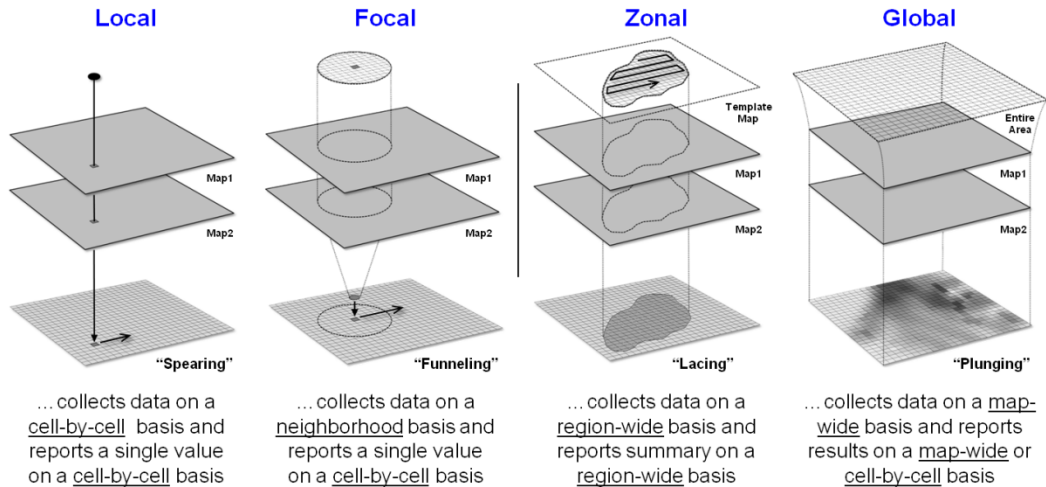 Local
Map1
Map2
“Spearing”
... collects data on a
cell-by-cell basis and
reports a single value
on a cell-by-cell basis
Focal
Map1
Map2
“Funneling”
... collects data on a
neighborhood basis and
reports a single value
on a cell-by-cell basis
Zonal
Template
Map
Map1
Map2
“Lacing”
... collects data on a
region-wide basis and
reports summary on a
region-wide basis
Global
Entire
Area
Map1
Map2
“Plunging”
... collects data on a map-
wide basis and reports
results on a map-wide or
cell-by-cell basis